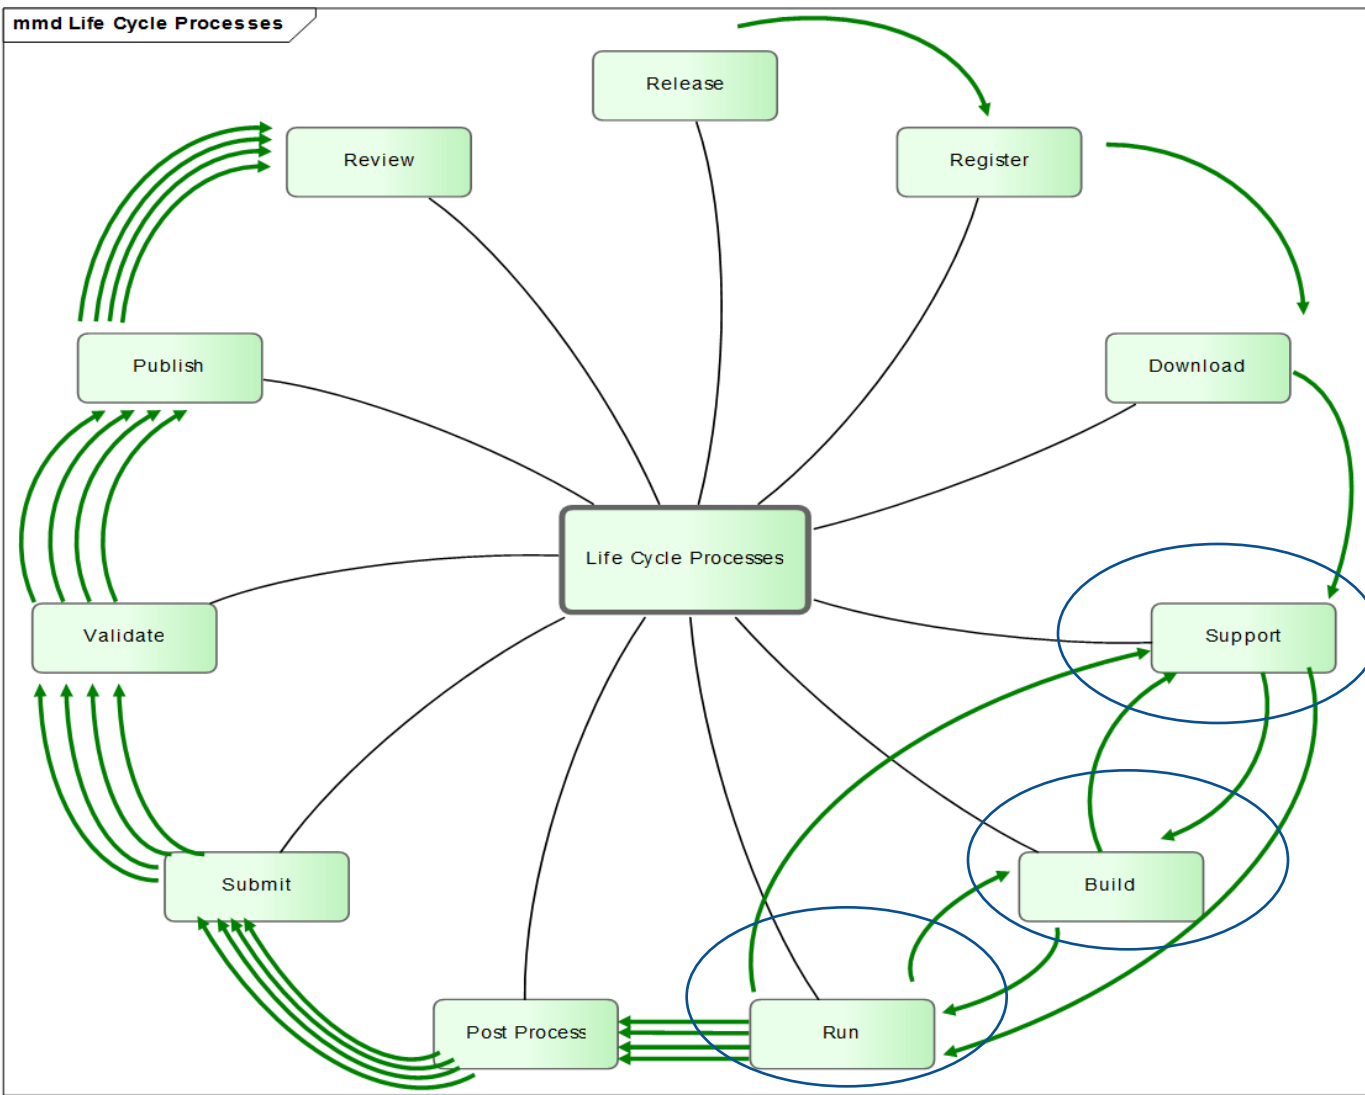 mmd Life Cycle Processes
Release
Review
Register
Publish
Download
Life Cycle Processes
Validate
Support
Submit
Build
Post Process
Run